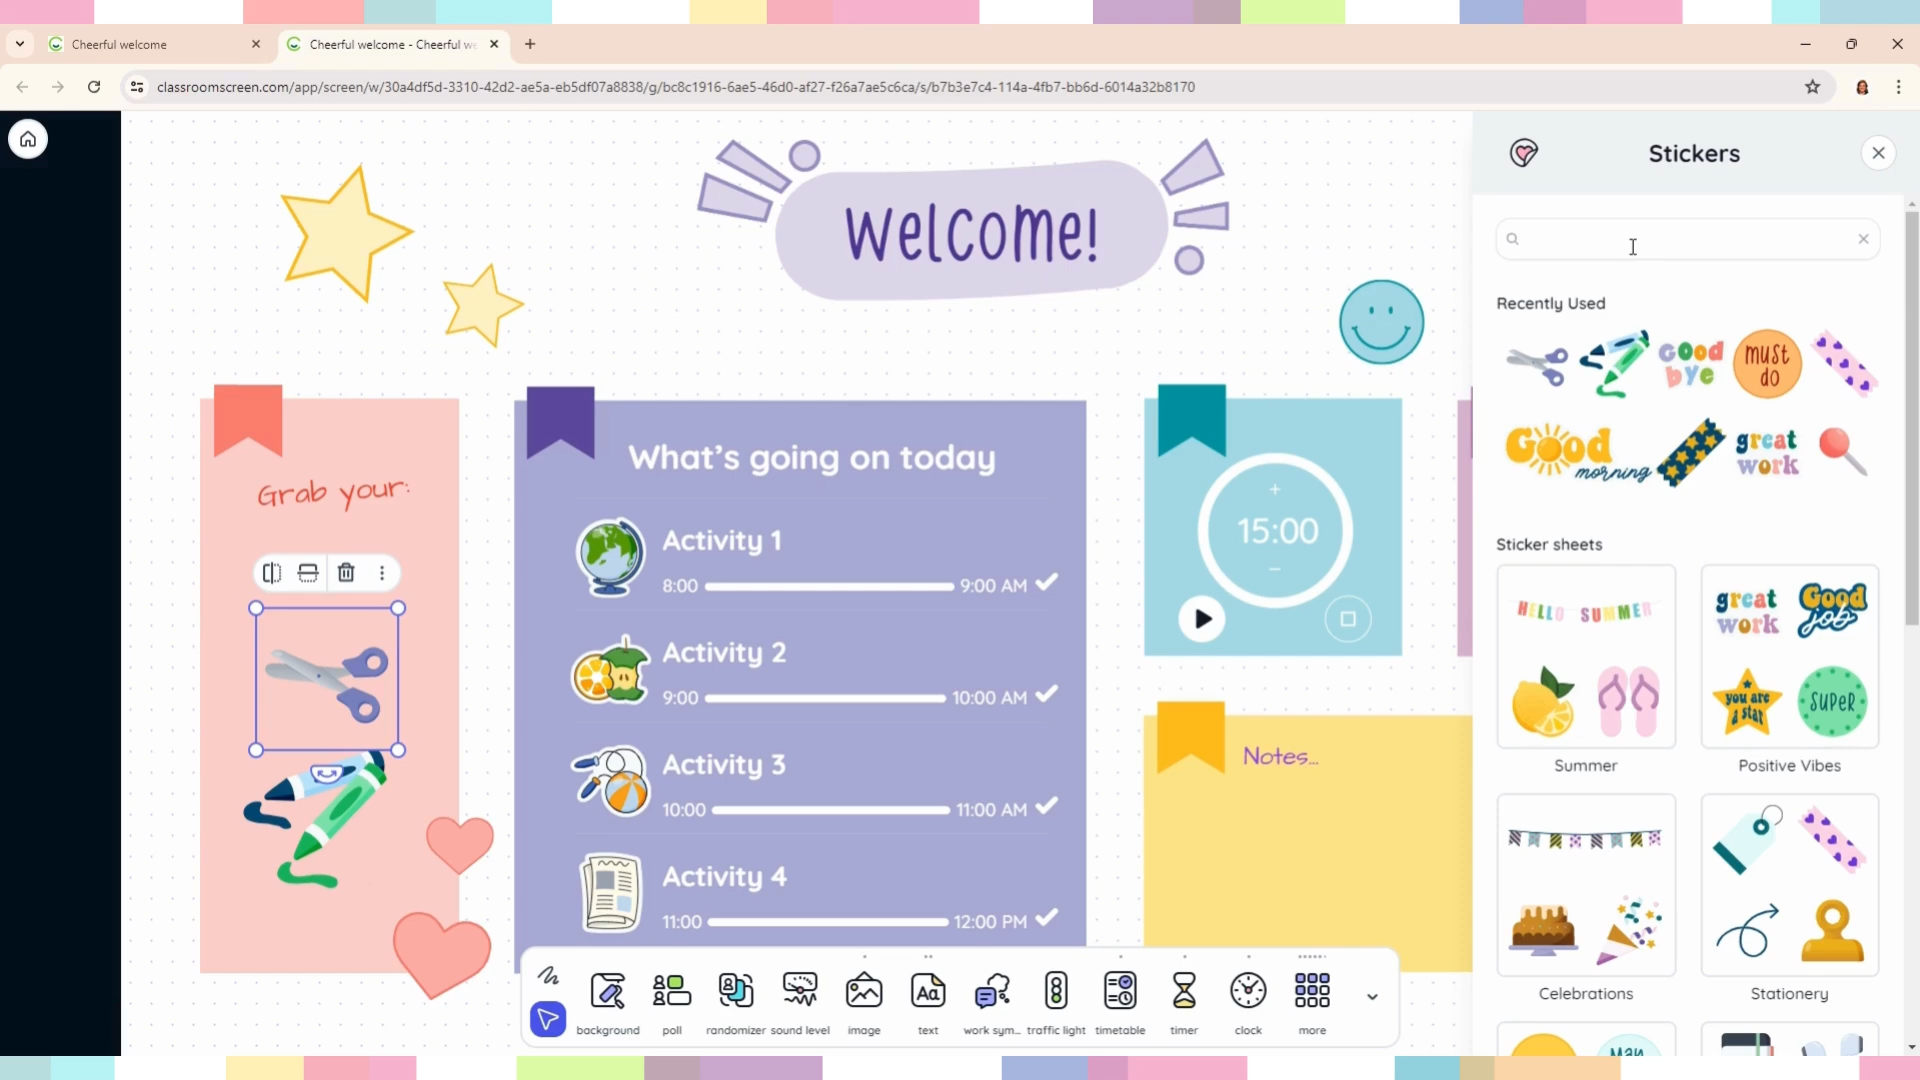 Cheerful welcome
Cheerful welcome - Cheerful we
classroomscreen.com/app/screen/w/30a4df5d-3310-42d2-ae5a-eb5df07a8838/g/bc8c1916-6ae5-46d0-af27-f26a7ae5c6ca/s/b7b3e7c4-114a-4fb7-bb6d-6014a32b8170
Welcome!
Grab your:
What's going on today
Activity 1
8:00 9:00 AM
Activity 2
9:00 10:00 AM
Activity 3
10:00 11:00 AM
Activity 4
11:00 12:00 PM
+
15:00
−
Notes...
Stickers
Recently Used
Good bye
must do
Good morning
great work
Sticker sheets
HELLO SUMMER
great work
Good job
you are a star
SUPER
Summer
Positive Vibes
Celebrations
Stationery
May
Aa
background
poll
randomizer
sound level
image
text
work sym...
traffic light
timetable
timer
clock
more